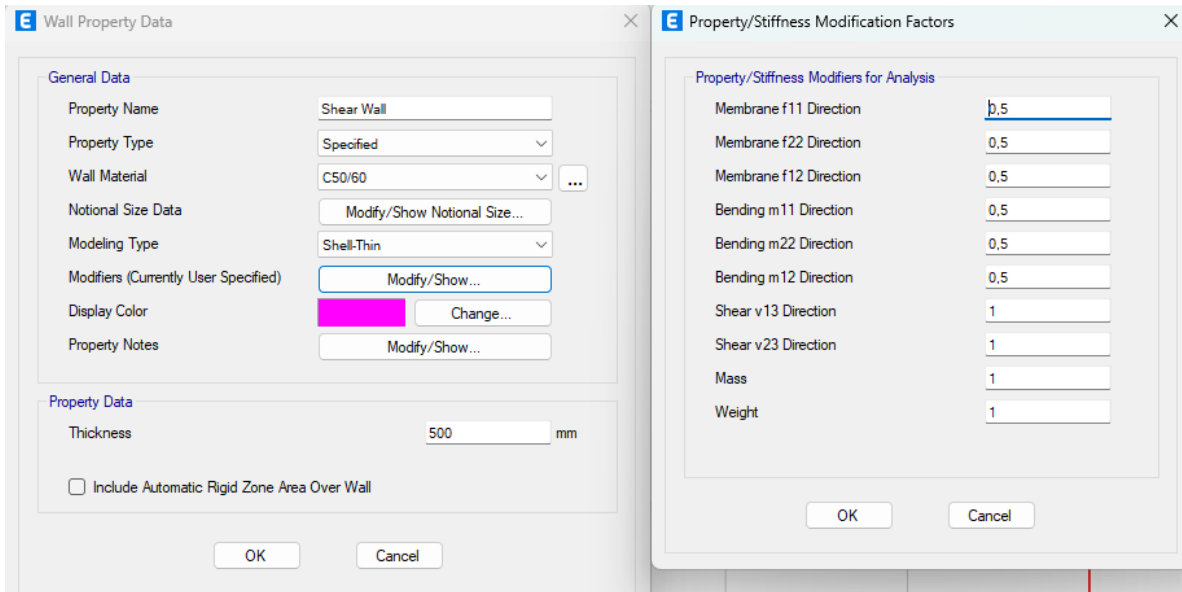 E Wall Property Data
General Data
Property Name Shear Wall
Property Type Specified
Wall Material C50/60 ...
Notional Size Data Modify/Show Notional Size...
Modeling Type Shell-Thin
Modifiers (Currently User Specified) Modify/Show...
Display Color Change...
Property Notes Modify/Show...
Property Data
Thickness 500 mm
Include Automatic Rigid Zone Area Over Wall
OK Cancel
E Property/Stiffness Modification Factors
Property/Stiffness Modifiers for Analysis
Membrane f11 Direction 0,5
Membrane f22 Direction 0,5
Membrane f12 Direction 0,5
Bending m11 Direction 0,5
Bending m22 Direction 0,5
Bending m12 Direction 0,5
Shear v13 Direction 1
Shear v23 Direction 1
Mass 1
Weight 1
OK Cancel